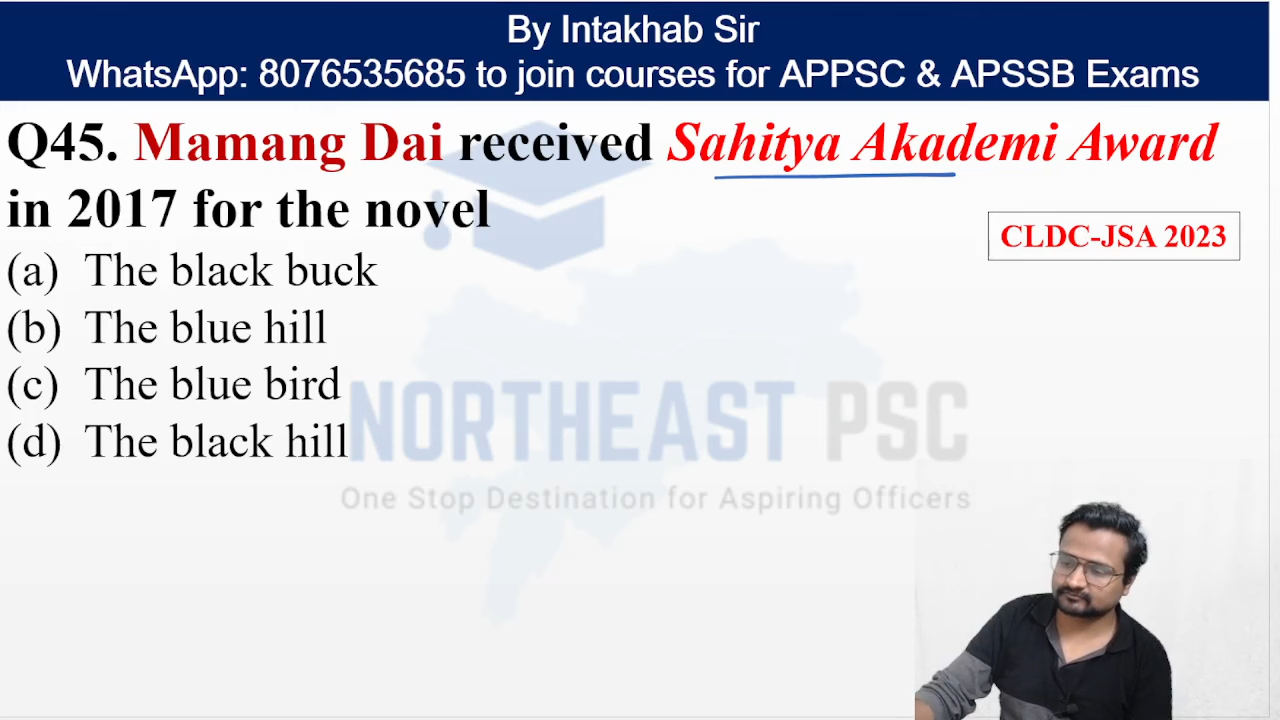 By Intakhab Sir
WhatsApp: 8076535685 to join courses for APPSC & APSSB Exams
Q45. Mamang Dai received Sahitya Akademi Award
in 2017 for the novel
CLDC-JSA 2023
(a) The black buck
(b) The blue hill
(c) The blue bird
(d) The black hill
NORTHEAST PSC
One Stop Destination for Aspiring Officers